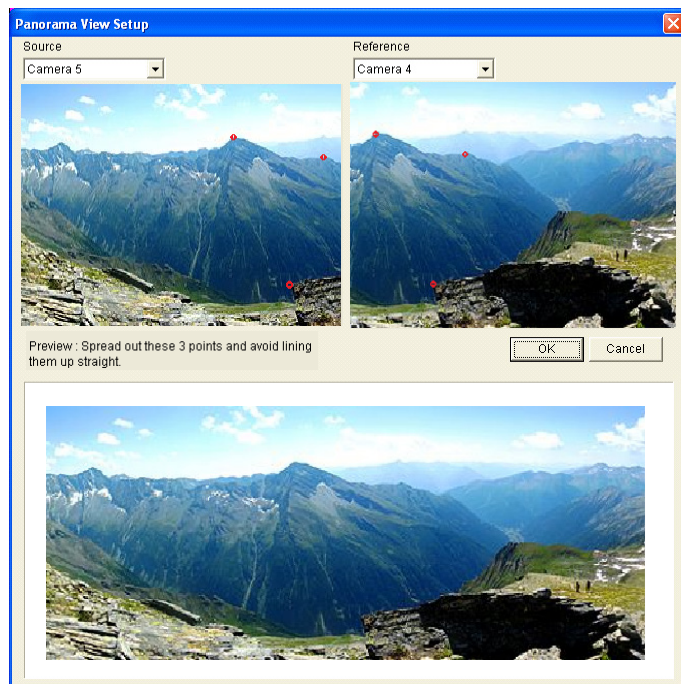 Panorama View Setup
Source
Reference
Camera 5
Camera 4
Preview : Spread out these 3 points and avoid lining
them up straight.
OK
Cancel